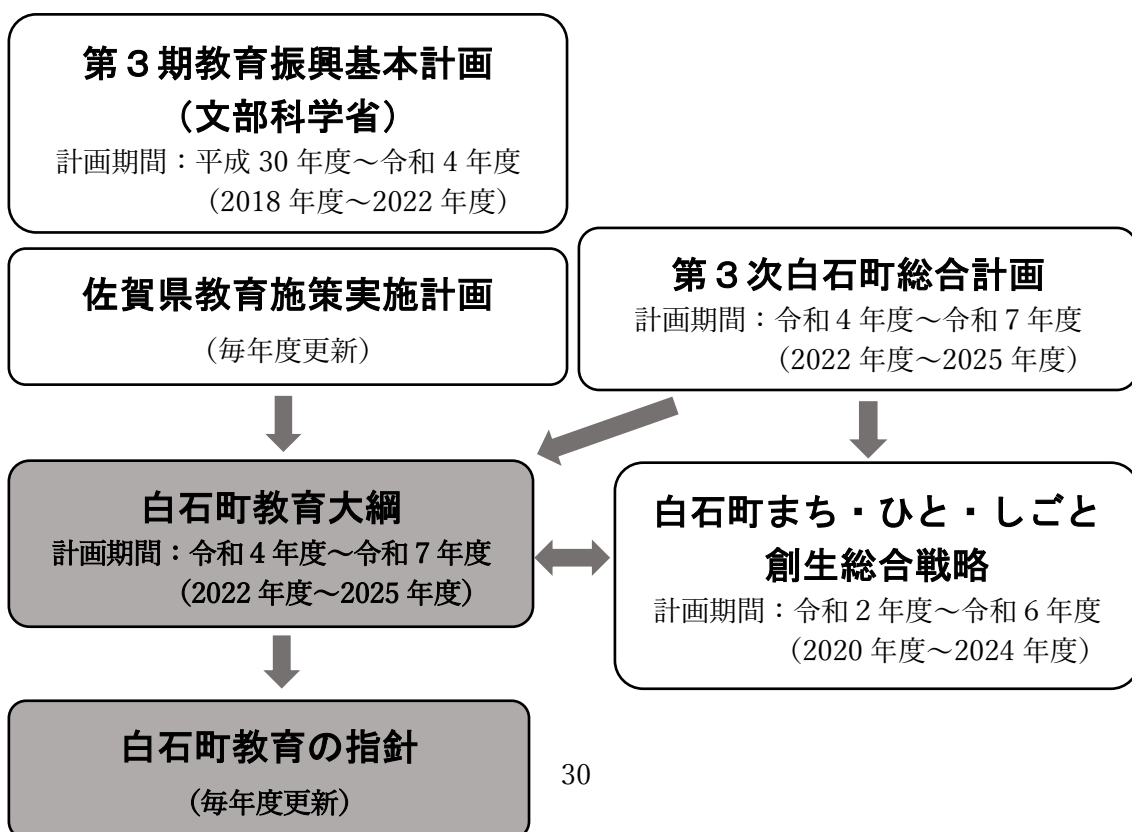 第３期教育振興基本計画
（文部科学省）
計画期間：平成 30 年度～令和 4 年度
（2018 年度～2022 年度）
佐賀県教育施策実施計画
（毎年度更新）
第３次白石町総合計画
計画期間：令和 4 年度～令和 7 年度
（2022 年度～2025 年度）
白石町教育大綱
計画期間：令和 4 年度～令和 7 年度
（2022 年度～2025 年度）
白石町まち・ひと・しごと
創生総合戦略
計画期間：令和 2 年度～令和 6 年度
（2020 年度～2024 年度）
白石町教育の指針
（毎年度更新）
30